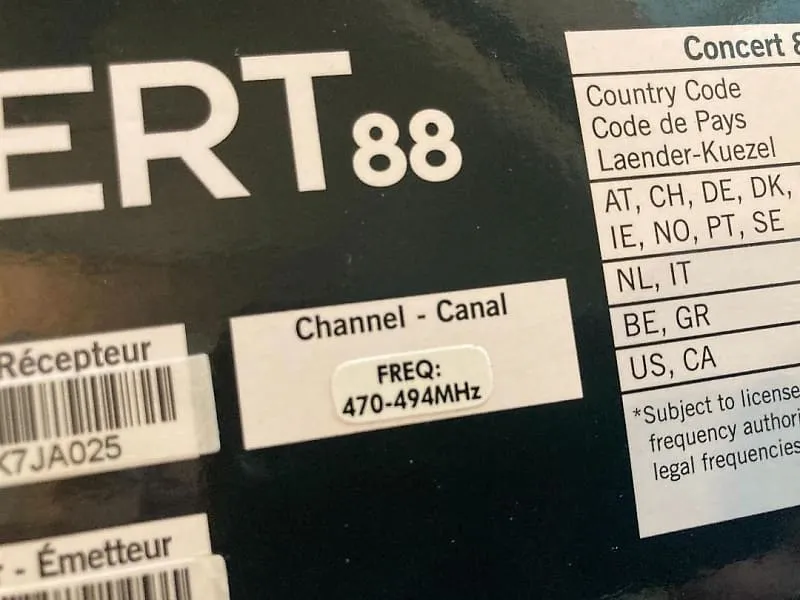 ERT88
Concert 8
Country Code
Code de Pays
Laender-Kuezel
AT, CH, DE, DK,
IE, NO, PT, SE
NL, IT
BE, GR
US, CA
*Subject to license
frequency authori
legal frequencies
Channel - Canal
FREQ:
470-494MHz
Récepteur
K7JA025
- Émetteur